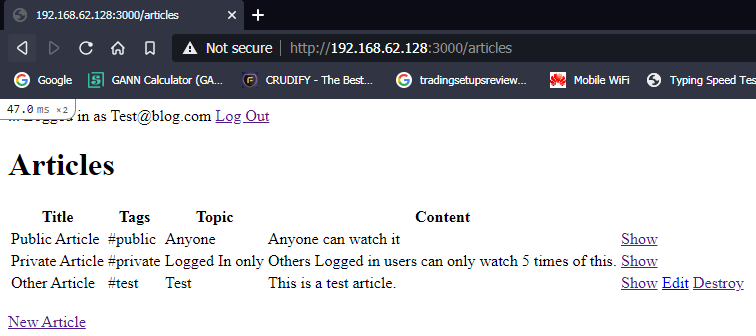 192.168.62.128:3000/articles
Not secure http://192.168.62.128:3000/articles
Google GANN Calculator (GA... CRUDIFY - The Best... tradingsetupsreview... Mobile WiFi Typing Speed Tes
47.0 ms ×2
in as Test@blog.com Log Out
Articles
Title Tags Topic Content
Public Article #public Anyone Anyone can watch it Show
Private Article #private Logged In only Others Logged in users can only watch 5 times of this. Show
Other Article #test Test This is a test article. Show Edit Destroy
New Article